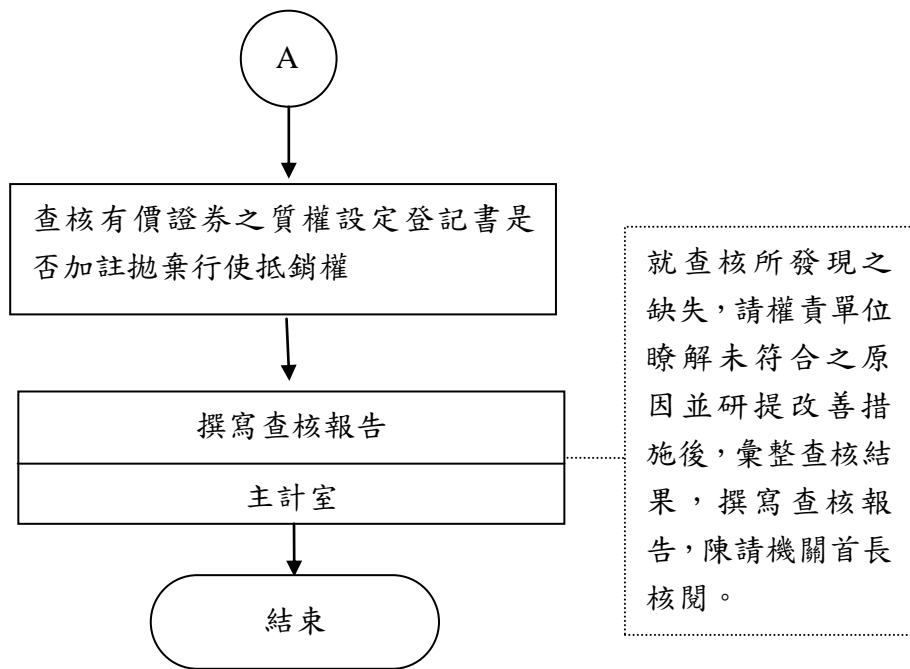 A
查核有價證券之質權設定登記書是
否加註拋棄行使抵銷權
撰寫查核報告
主計室
結束
就查核所發現之
缺失，請權責單位
瞭解未符合之原
因並研提改善措
施後，彙整查核結
果，撰寫查核報
告，陳請機關首長
核閱。